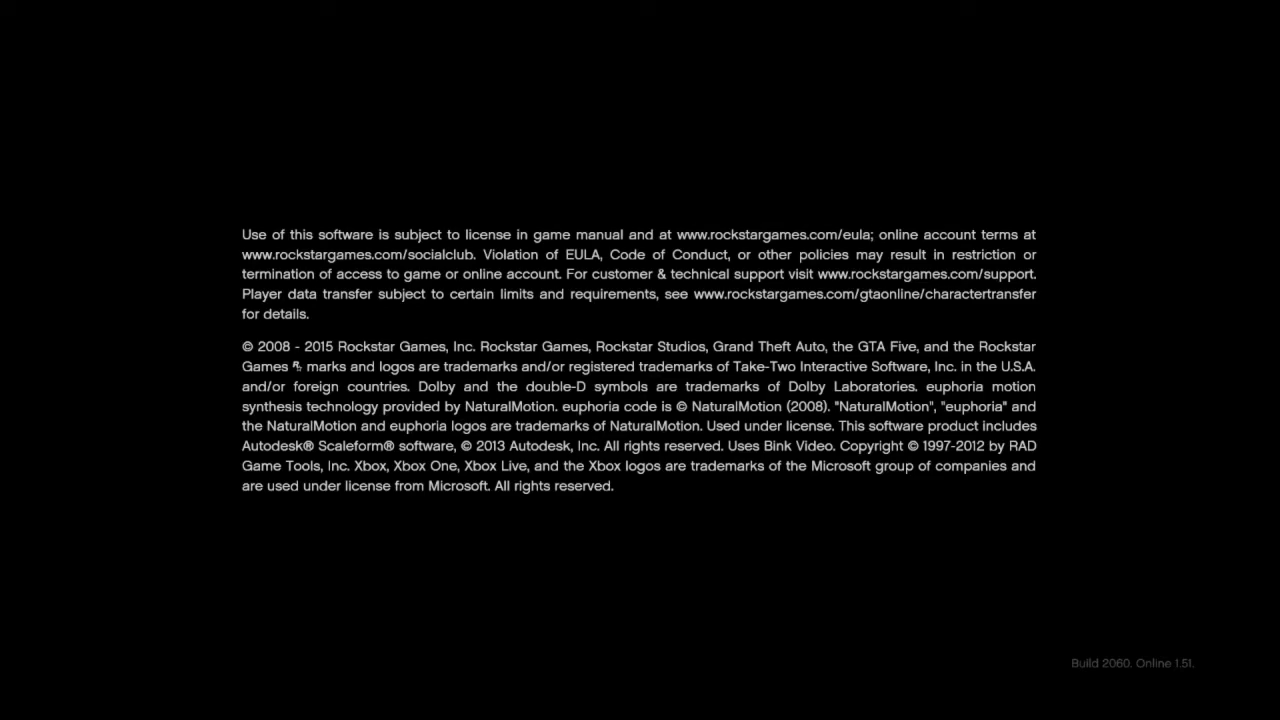 Use of this software is subject to license in game manual and at www.rockstargames.com/eula; online account terms at
www.rockstargames.com/socialclub. Violation of EULA, Code of Conduct, or other policies may result in restriction or
termination of access to game or online account. For customer & technical support visit www.rockstargames.com/support.
Player data transfer subject to certain limits and requirements, see www.rockstargames.com/gtaonline/charactertransfer
for details.
© 2008 - 2015 Rockstar Games, Inc. Rockstar Games, Rockstar Studios, Grand Theft Auto, the GTA Five, and the Rockstar
Games R* marks and logos are trademarks and/or registered trademarks of Take-Two Interactive Software, Inc. in the U.S.A.
and/or foreign countries. Dolby and the double-D symbols are trademarks of Dolby Laboratories. euphoria motion
synthesis technology provided by NaturalMotion. euphoria code is © NaturalMotion (2008). "NaturalMotion", "euphoria" and
the NaturalMotion and euphoria logos are trademarks of NaturalMotion. Used under license. This software product includes
Autodesk® Scaleform® software, © 2013 Autodesk, Inc. All rights reserved. Uses Bink Video. Copyright © 1997-2012 by RAD
Game Tools, Inc. Xbox, Xbox One, Xbox Live, and the Xbox logos are trademarks of the Microsoft group of companies and
are used under license from Microsoft. All rights reserved.
Build 2060. Online 1.51.